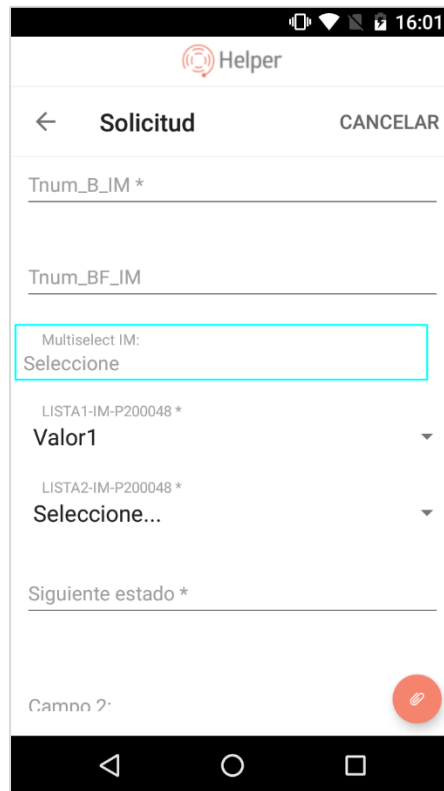 16:01
Helper
Solicitud CANCELAR
Tnum_B_IM *
Tnum_BF_IM
Multiselect IM:
Seleccione
LISTA1-IM-P200048 *
Valor1
LISTA2-IM-P200048 *
Seleccione...
Siguiente estado *
Campo 2: